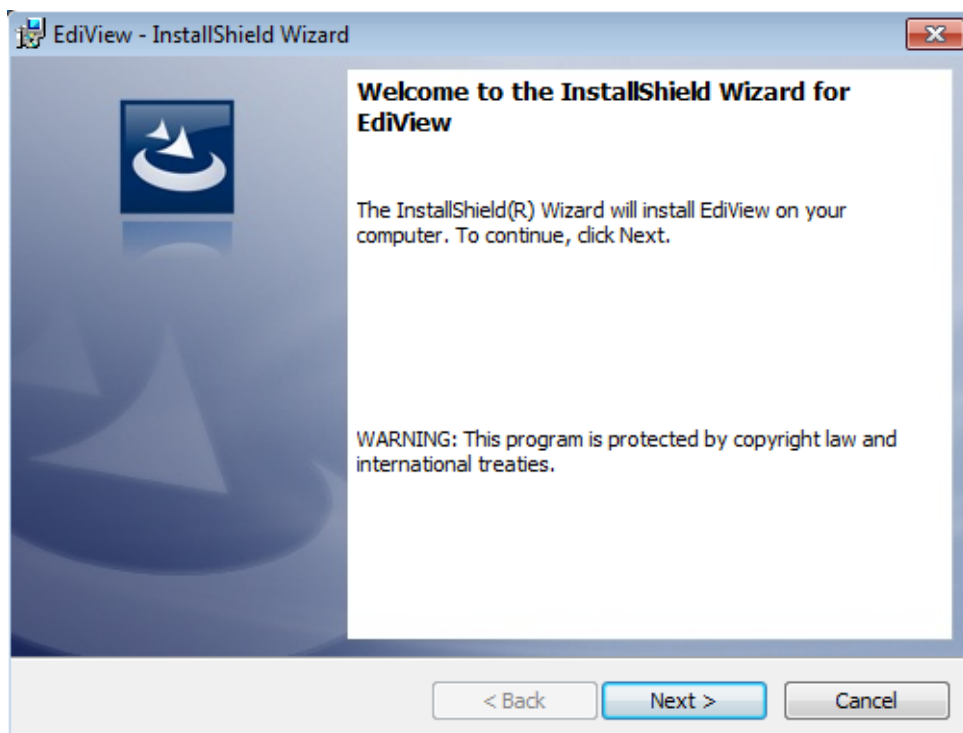 EdiView - InstallShield Wizard
Welcome to the InstallShield Wizard for
EdiView
The InstallShield(R) Wizard will install EdiView on your
computer. To continue, click Next.
WARNING: This program is protected by copyright law and
international treaties.
< Back
Next >
Cancel